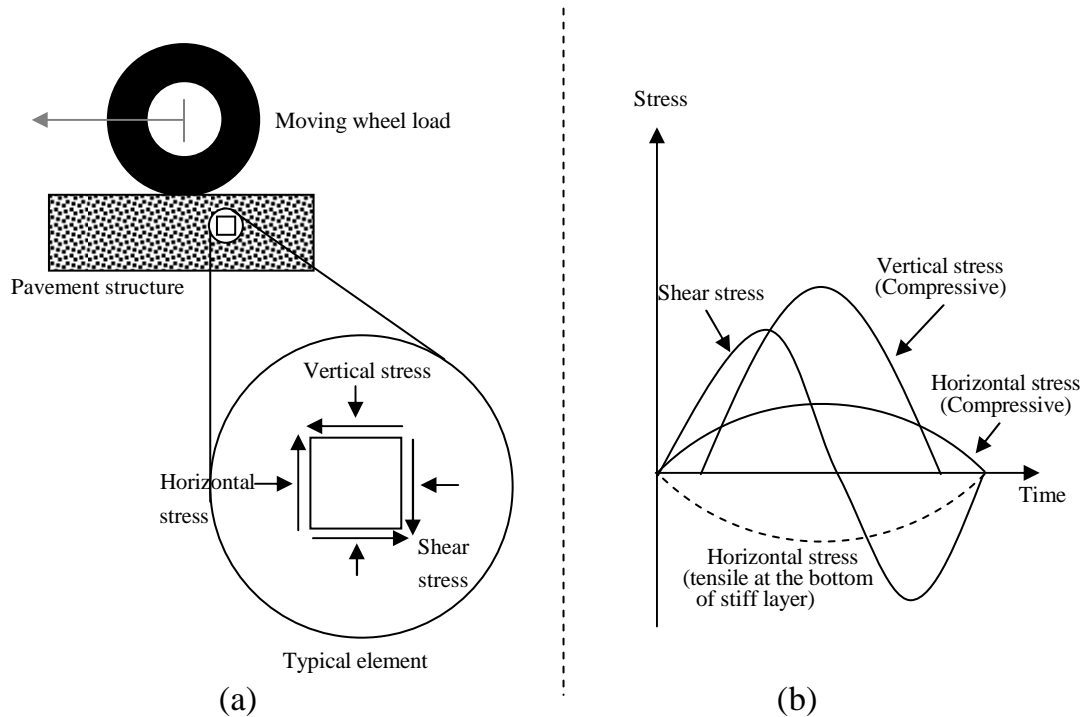 Moving wheel load
Pavement structure
Vertical stress
Horizontal
stress
Shear
stress
Typical element
(a)
Stress
Shear stress
Vertical stress
(Compressive)
Horizontal stress
(Compressive)
Time
Horizontal stress
(tensile at the bottom
of stiff layer)
(b)